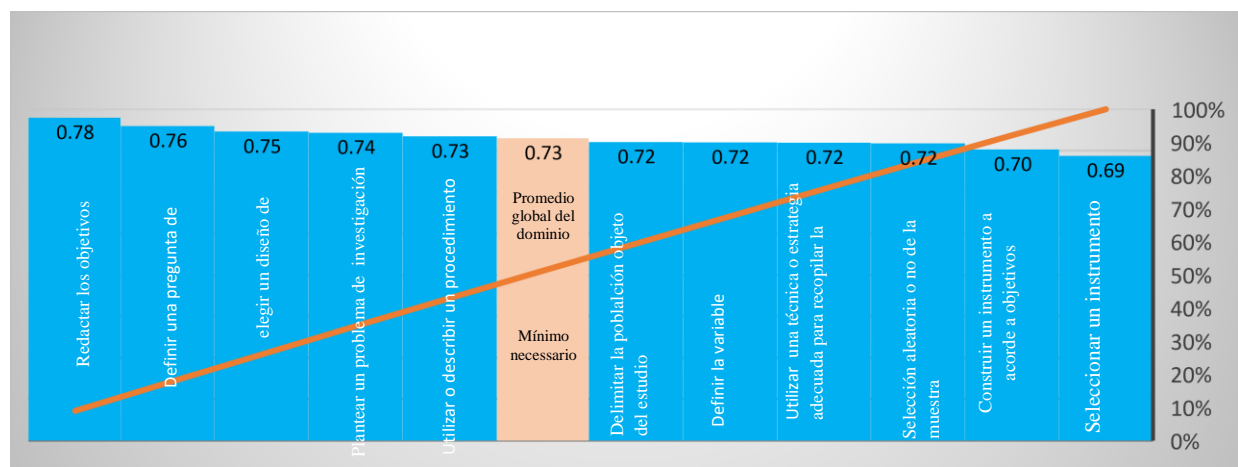 0.78
0.76
0.75
0.74
0.73
0.73
0.72
0.72
0.72
0.72
0.70
0.69
Redactar los objetivos
Definir una pregunta de
elegir un diseño de
Plantear un problema de investigación
Utilizar o describir un procedimiento
Promedio
global del
dominio
Mínimo
necessario
Delimitar la poblalción objeto
del estudio
Definir la variable
Utilizar una técnica o estrategia
adecuada para recopilar la
Selección aleatoria o no de la
muestra
Construir un instrumento a
acorde a objetivos
Seleccionar un instrumento
100%
90%
80%
70%
60%
50%
40%
30%
20%
10%
0%